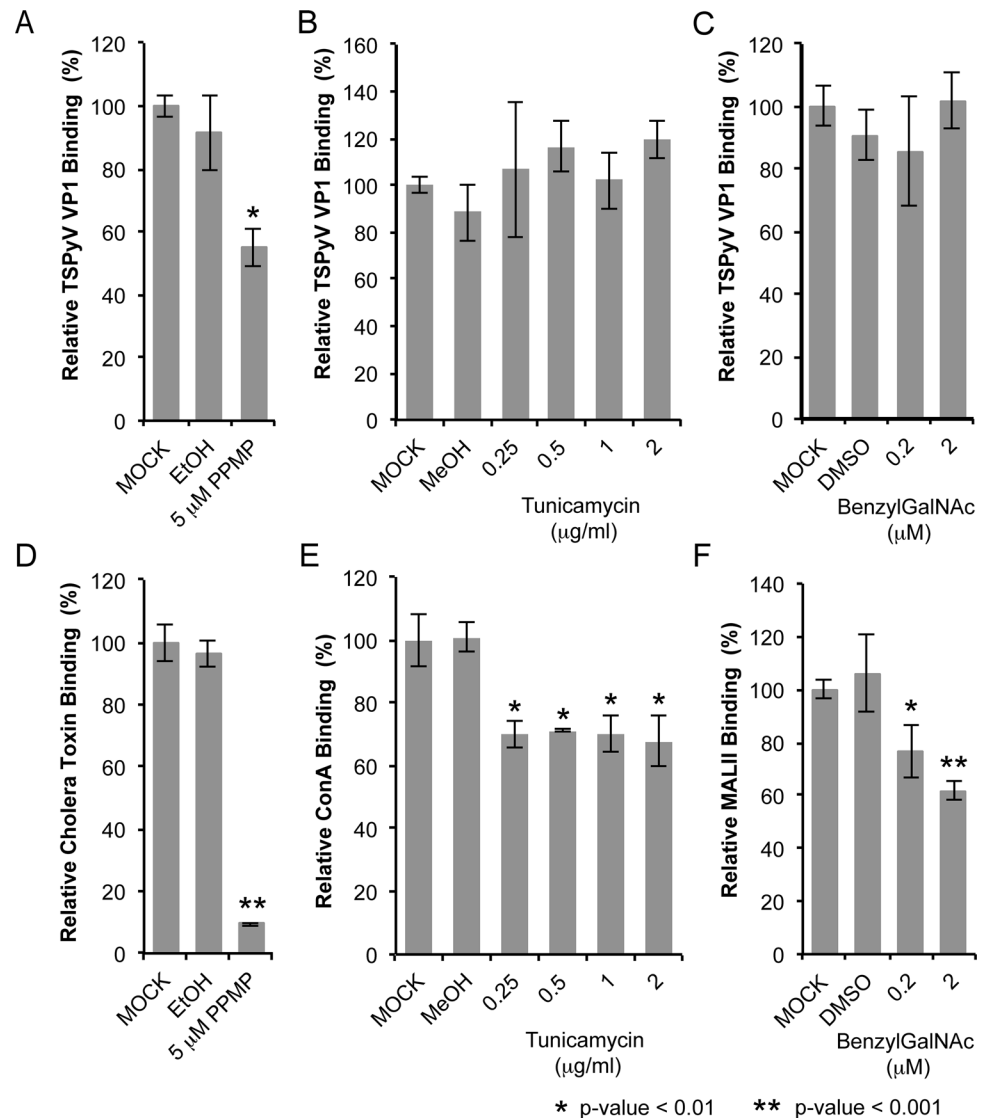 A
Relative TSPyV VP1 Binding (%)
120
100
80
60
40
20
0
*
MOCK
EtOH
5 μM PPMP
B
Relative TSPyV VP1 Binding (%)
160
140
120
100
80
60
40
20
0
MOCK
MeOH
0.25
0.5
1
2
Tunicamycin
(μg/ml)
C
Relative TSPyV VP1 Binding (%)
120
100
80
60
40
20
0
MOCK
DMSO
0.2
2
BenzylGalNAc
(μM)
D
Relative Cholera Toxin Binding (%)
120
100
80
60
40
20
0
**
MOCK
EtOH
5 μM PPMP
E
Relative ConA Binding (%)
120
100
80
60
40
20
0
* * * *
MOCK
MeOH
0.25
0.5
1
2
Tunicamycin
(μg/ml)
F
Relative MALII Binding (%)
140
120
100
80
60
40
20
0
*
**
MOCK
DMSO
0.2
2
BenzylGalNAc
(μM)
* p-value < 0.01 ** p-value < 0.001